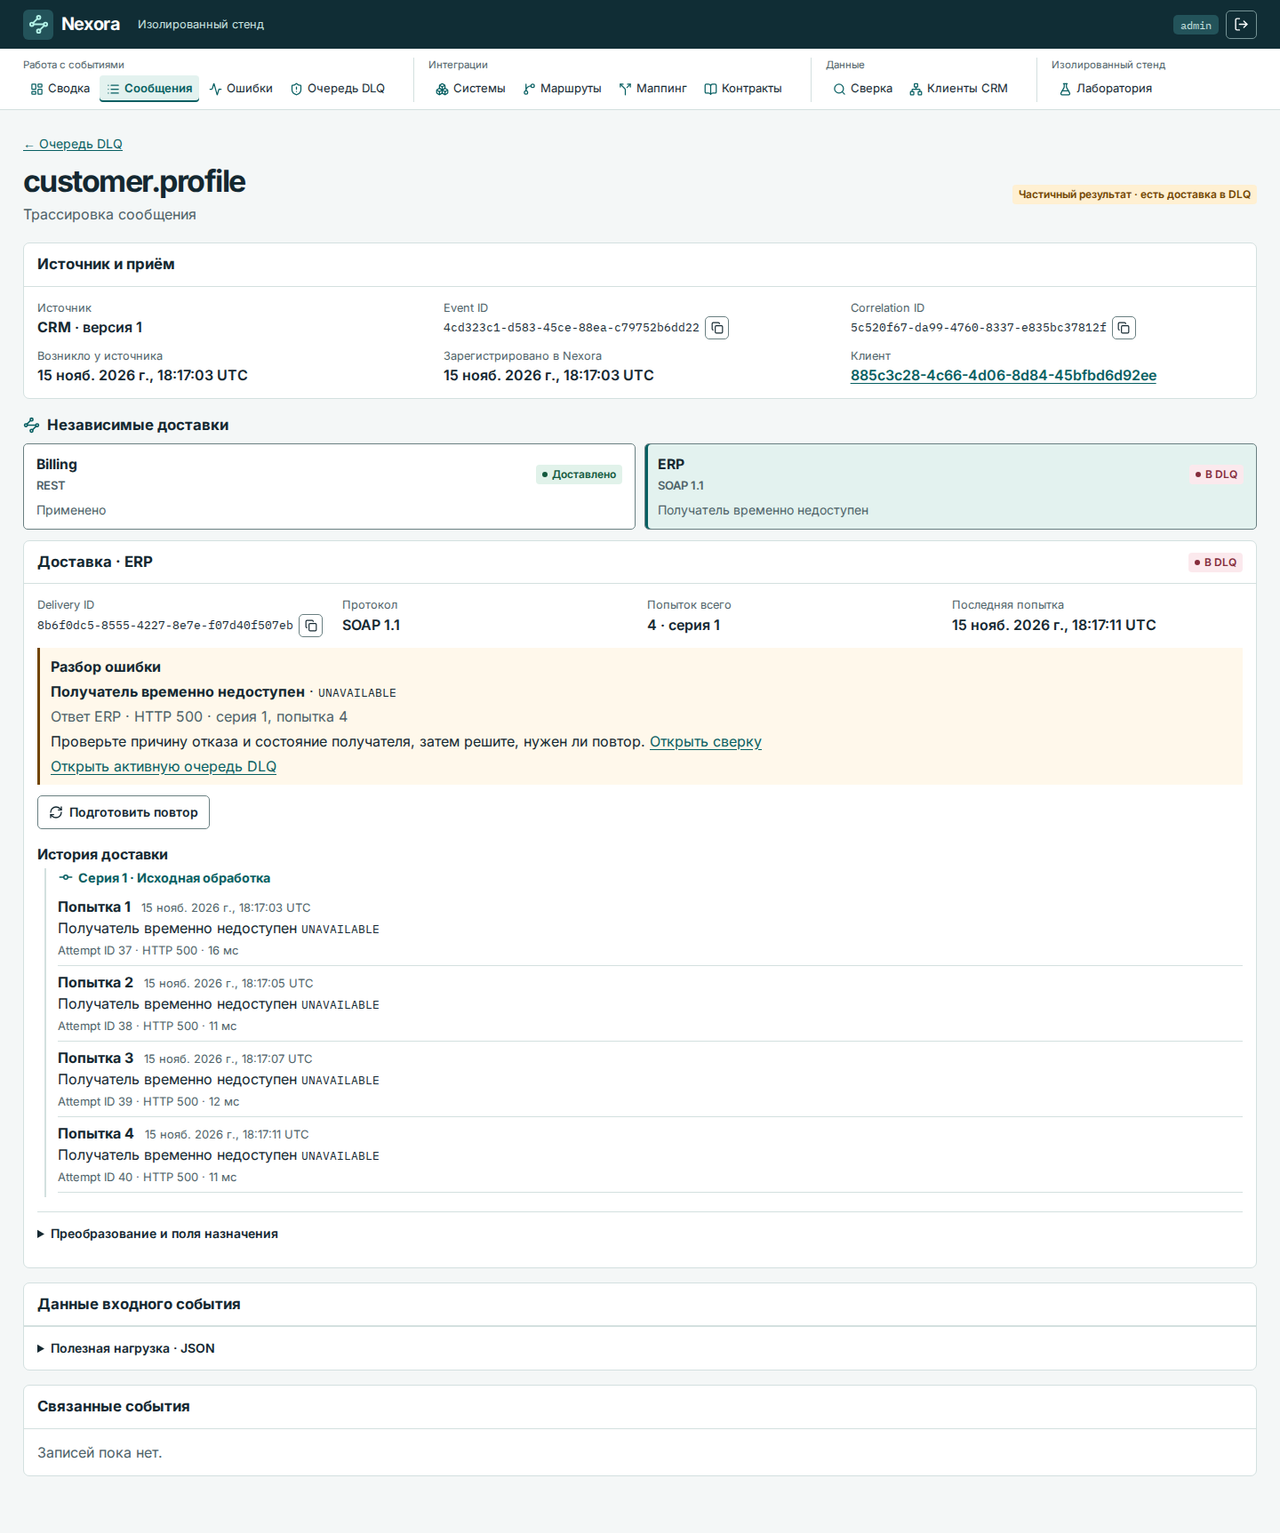 Nexora Изолированный стенд admin
Работа с событиями
Сводка Сообщения Ошибки Очередь DLQ
Интеграции
Системы Маршруты Маппинг Контракты
Данные
Сверка Клиенты CRM
Изолированный стенд
Лаборатория
← Очередь DLQ
customer.profile
Трассировка сообщения
Частичный результат · есть доставка в DLQ
Источник и приём
Источник
CRM · версия 1
Event ID
4cd323c1-d583-45ce-88ea-c79752b6dd22
Correlation ID
5c520f67-da99-4760-8337-e835bc37812f
Возникло у источника
15 нояб. 2026 г., 18:17:03 UTC
Зарегистрировано в Nexora
15 нояб. 2026 г., 18:17:03 UTC
Клиент
885c3c28-4c66-4d06-8d84-45bfbd6d92ee
Независимые доставки
Billing
REST
Доставлено
Применено
ERP
SOAP 1.1
В DLQ
Получатель временно недоступен
Доставка · ERP
В DLQ
Delivery ID
8b6f0dc5-8555-4227-8e7e-f07d40f507eb
Протокол
SOAP 1.1
Попыток всего
4 · серия 1
Последняя попытка
15 нояб. 2026 г., 18:17:11 UTC
Разбор ошибки
Получатель временно недоступен · UNAVAILABLE
Ответ ERP · HTTP 500 · серия 1, попытка 4
Проверьте причину отказа и состояние получателя, затем решите, нужен ли повтор. Открыть сверку
Открыть активную очередь DLQ
Подготовить повтор
История доставки
Серия 1 · Исходная обработка
Попытка 1 15 нояб. 2026 г., 18:17:03 UTC
Получатель временно недоступен UNAVAILABLE
Attempt ID 37 · HTTP 500 · 16 мс
Попытка 2 15 нояб. 2026 г., 18:17:05 UTC
Получатель временно недоступен UNAVAILABLE
Attempt ID 38 · HTTP 500 · 11 мс
Попытка 3 15 нояб. 2026 г., 18:17:07 UTC
Получатель временно недоступен UNAVAILABLE
Attempt ID 39 · HTTP 500 · 12 мс
Попытка 4 15 нояб. 2026 г., 18:17:11 UTC
Получатель временно недоступен UNAVAILABLE
Attempt ID 40 · HTTP 500 · 11 мс
Преобразование и поля назначения
Данные входного события
Полезная нагрузка · JSON
Связанные события
Записей пока нет.